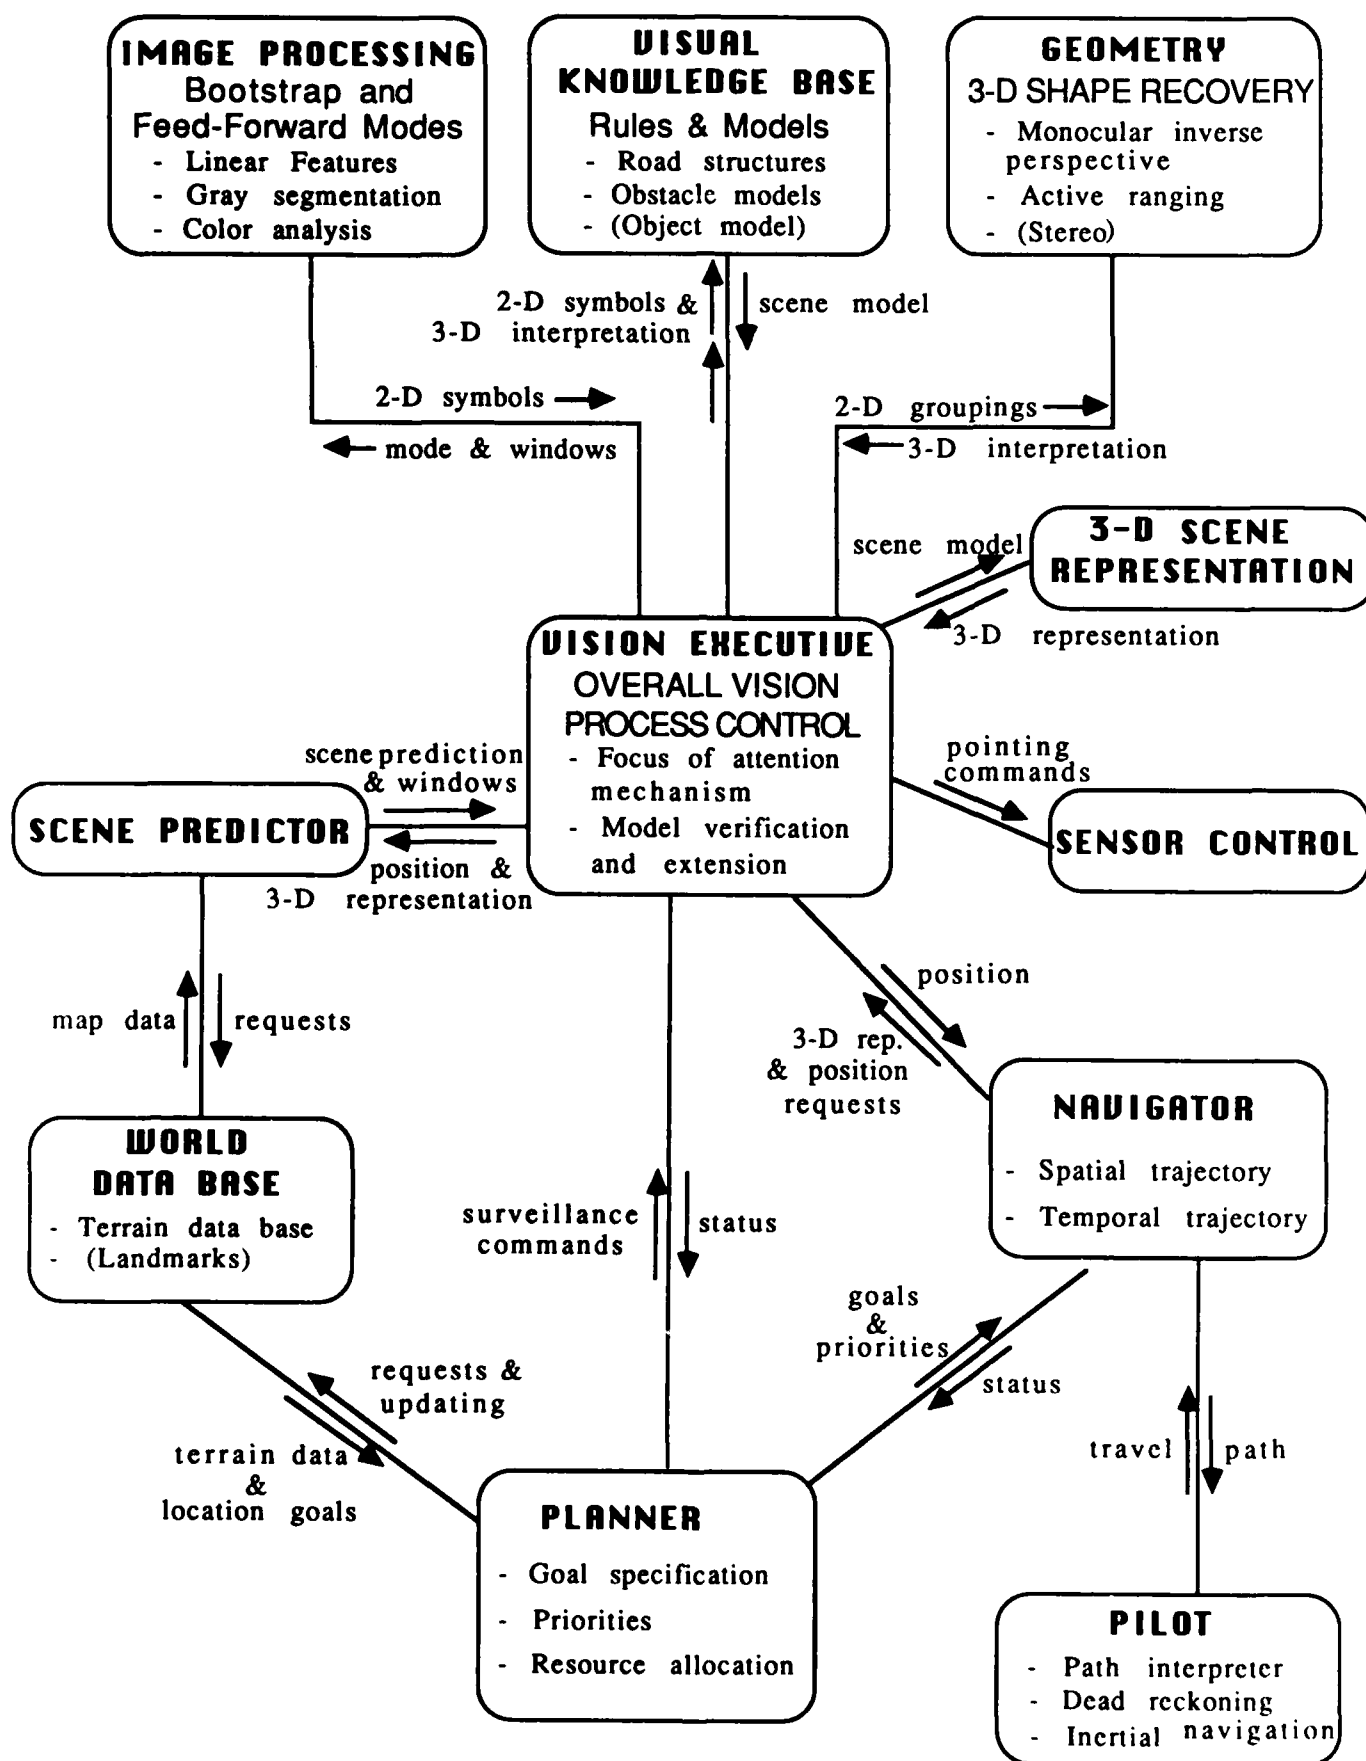 IMAGE PROCESSING
Bootstrap and
Feed-Forward Modes
- Linear Features
- Gray segmentation
- Color analysis
VISUAL
KNOWLEDGE BASE
Rules & Models
- Road structures
- Obstacle models
- (Object model)
GEOMETRY
3-D SHAPE RECOVERY
- Monocular inverse
perspective
- Active ranging
- (Stereo)
2-D symbols &
3-D interpretation
scene model
2-D symbols
mode & windows
2-D groupings
3-D interpretation
scene model
3-D SCENE
REPRESENTATION
3-D representation
VISION EXECUTIVE
OVERALL VISION
PROCESS CONTROL
- Focus of attention
mechanism
- Model verification
and extension
pointing
commands
SENSOR CONTROL
scene prediction
& windows
SCENE PREDICTOR
position &
3-D representation
map data
requests
position
3-D rep.
& position
requests
WORLD
DATA BASE
- Terrain data base
- (Landmarks)
NAVIGATOR
- Spatial trajectory
- Temporal trajectory
surveillance
commands
status
goals
&
priorities
status
requests &
updating
terrain data
&
location goals
travel
path
PLANNER
- Goal specification
- Priorities
- Resource allocation
PILOT
- Path interpreter
- Dead reckoning
- Inertial navigation